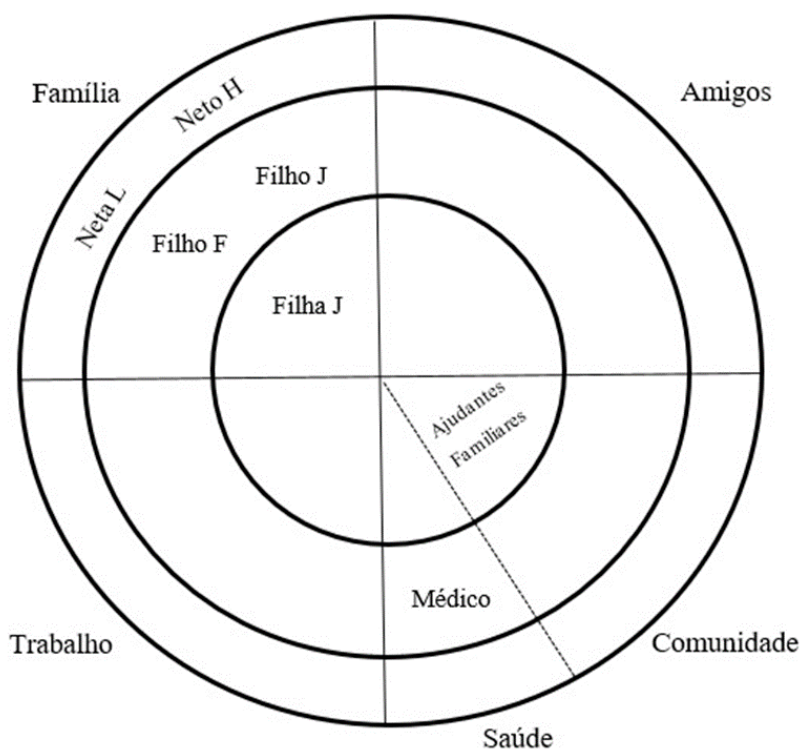 Família
Amigos
Neto H
Neta L
Filho J
Filho F
Filha J
Ajudantes
Familiares
Médico
Trabalho
Comunidade
Saúde